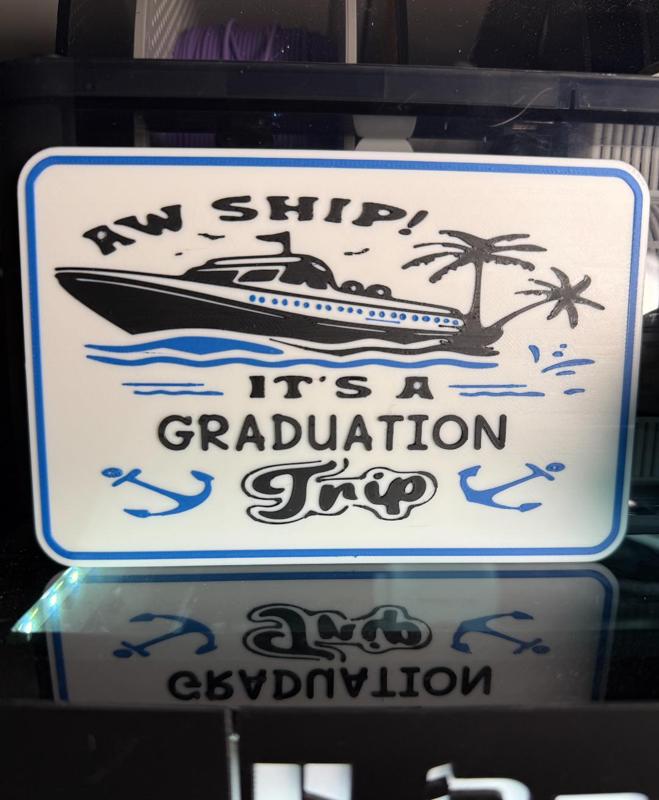 AW SHIP!
IT'S A
GRADUATION
Trip